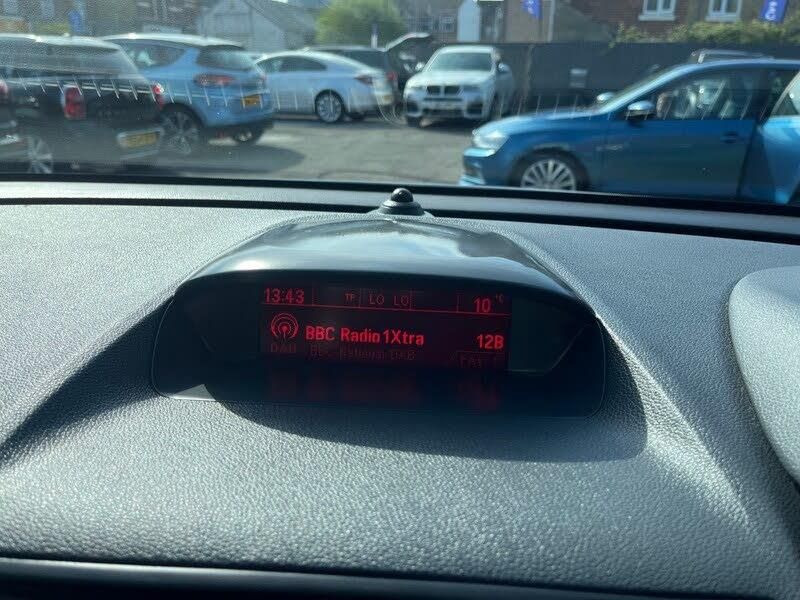 13:43 TP LO LO 10 °C
BBC Radio 1Xtra 12B
DAB BBC National DAB